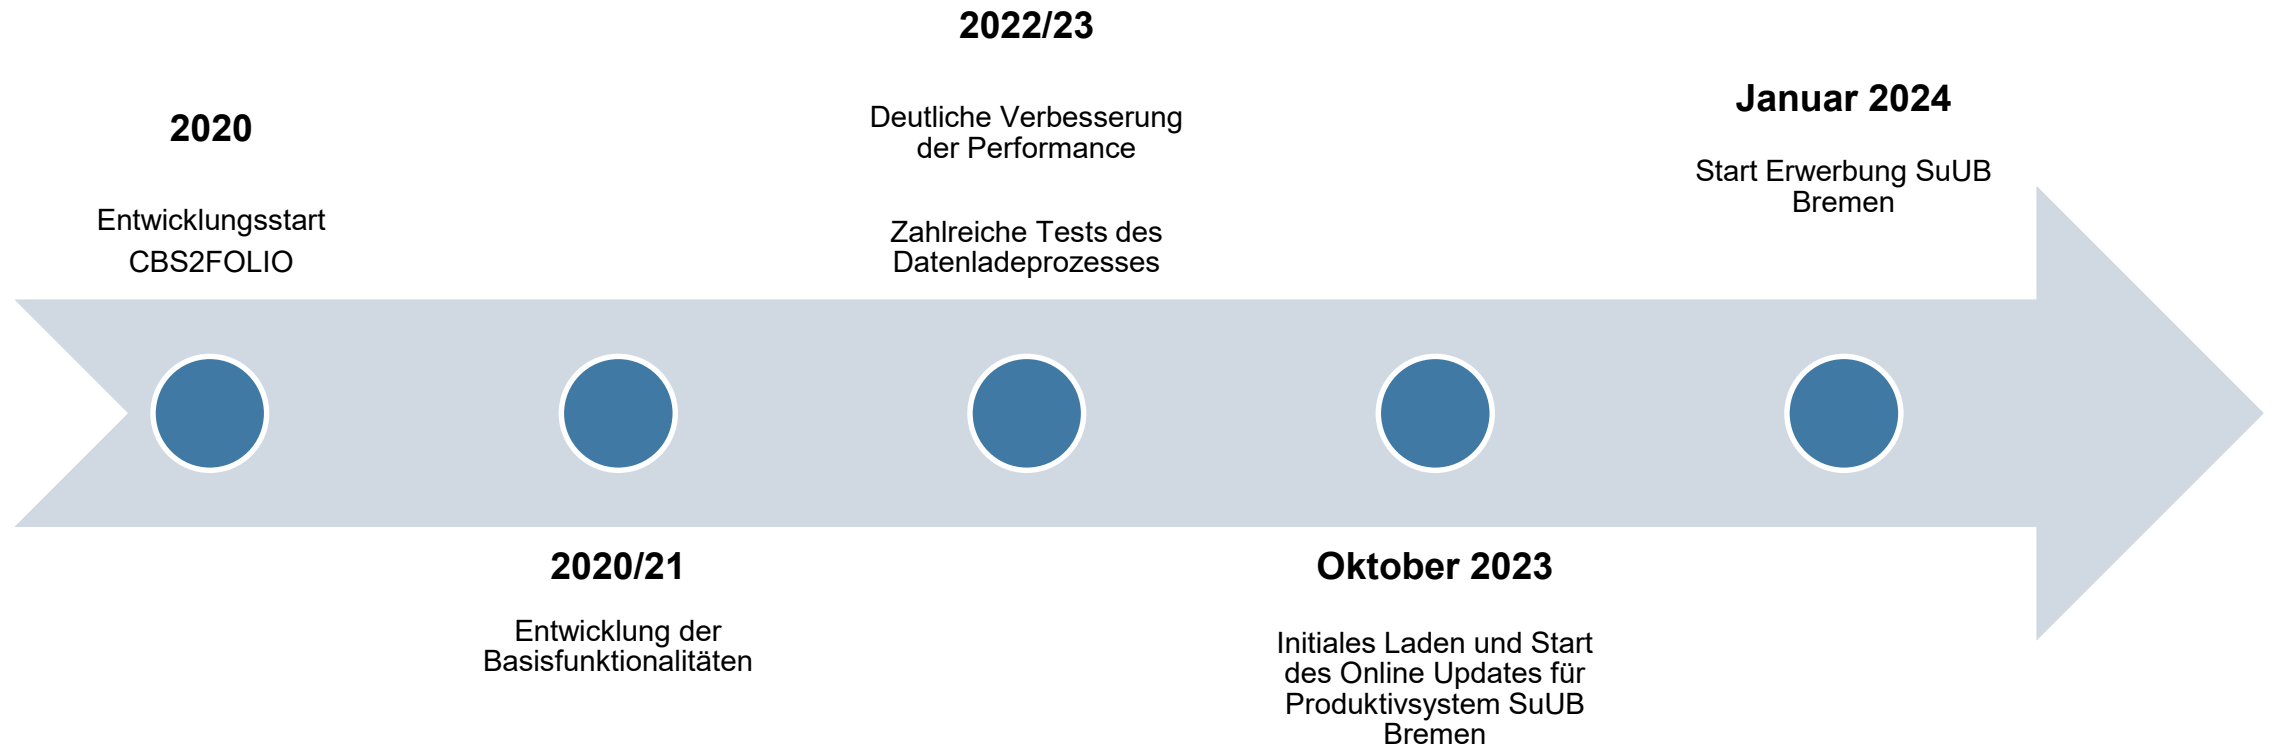 2020
Entwicklungsstart
CBS2FOLIO
2020/21
Entwicklung der
Basisfunktionalitäten
2022/23
Deutliche Verbesserung
der Performance
Zahlreiche Tests des
Datenladeprozesses
Oktober 2023
Initiales Laden und Start
des Online Updates für
Produktivsystem SuUB
Bremen
Januar 2024
Start Erwerbung SuUB
Bremen